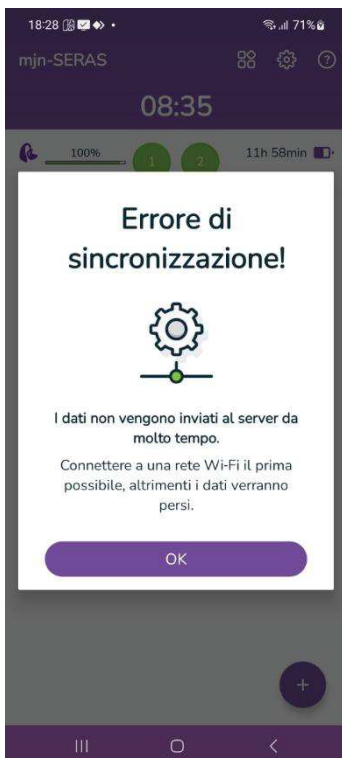 18:28
71%
mjn-SERAS
08:35
100%
1
2
11h 58min
Errore di
sincronizzazione!
I dati non vengono inviati al server da
molto tempo.
Connettere a una rete Wi-Fi il prima
possibile, altrimenti i dati verranno
persi.
OK